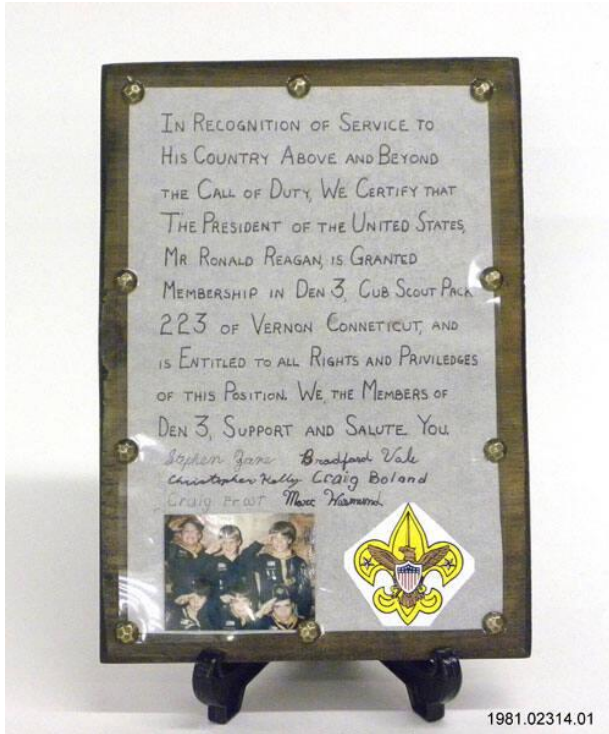 In Recognition of Service to
His Country Above and Beyond
the Call of Duty, We Certify that
The President of the United States,
Mr Ronald Reagan, is Granted
Membership in Den 3, Cub Scout Pack
223 of Vernon Conneticut, and
is Entitled to all Rights and Priviledges
of this Position. We, the Members of
Den 3, Support and Salute You.
Stephen Zane Bradford Vale
Christopher Kelly Craig Boland
Craig Frost Marc
1981.02314.01